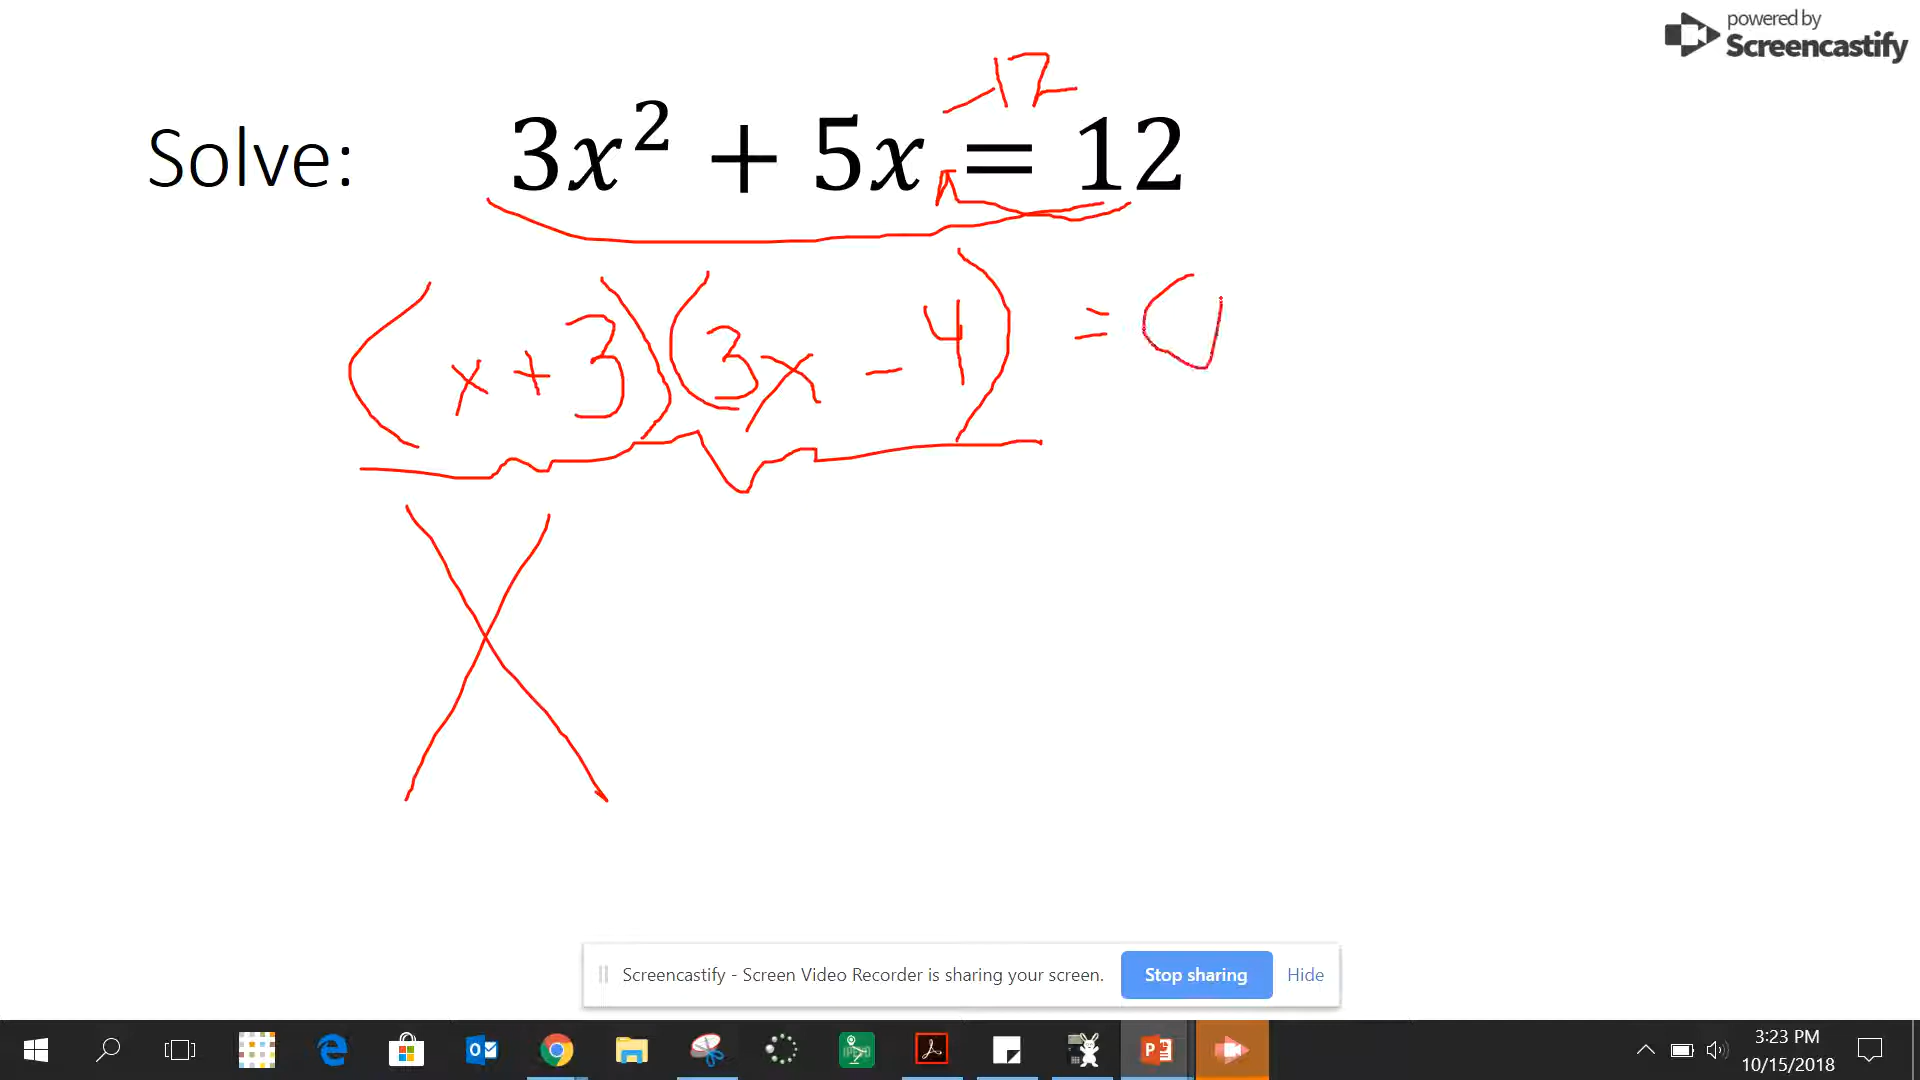 powered by
Screencastify
-12
Solve: 3x² + 5x = 12
(x + 3)(3x - 4) = 0
X
Screencastify - Screen Video Recorder is sharing your screen. Stop sharing Hide
3:23 PM
10/15/2018